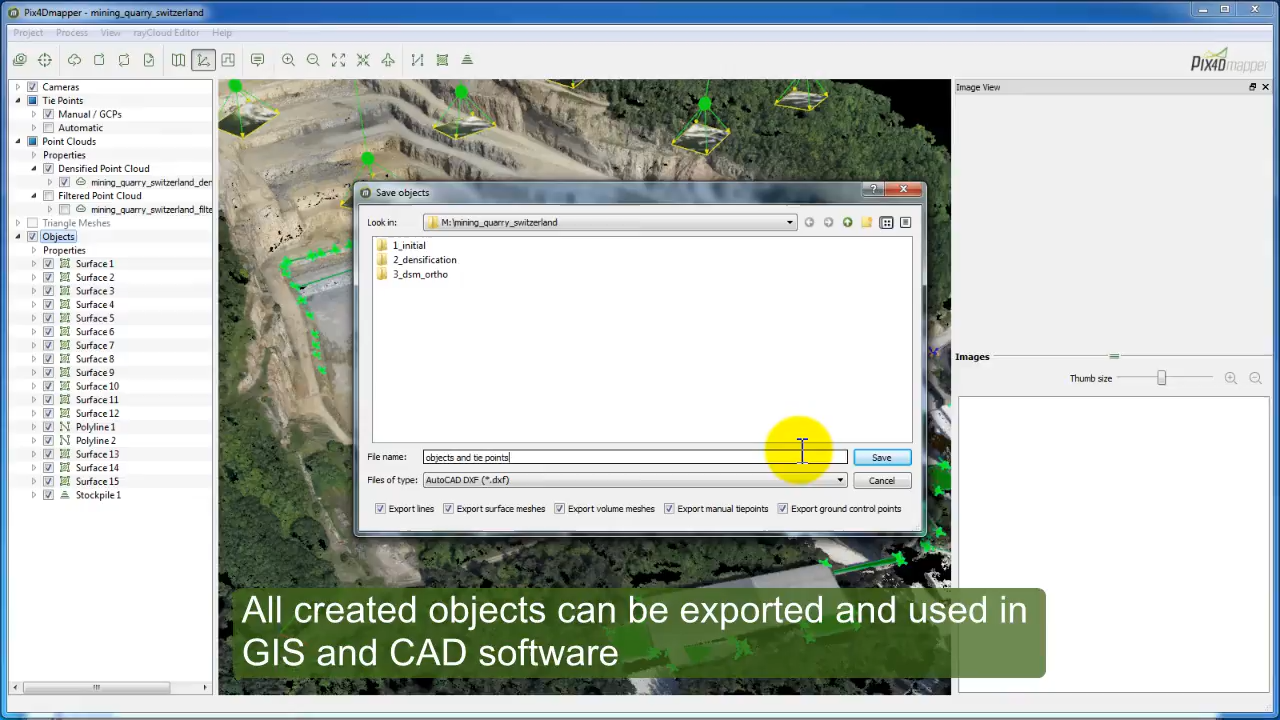 Pix4Dmapper - mining_quarry_switzerland
Project Process View rayCloud Editor Help
PIX4Dmapper
Cameras
Tie Points
Manual / GCPs
Automatic
Point Clouds
Properties
Densified Point Cloud
mining_quarry_switzerland_den
Filtered Point Cloud
mining_quarry_switzerland_filte
Triangle Meshes
Objects
Properties
Surface 1
Surface 2
Surface 3
Surface 4
Surface 5
Surface 6
Surface 7
Surface 8
Surface 9
Surface 10
Surface 11
Surface 12
Polyline 1
Polyline 2
Surface 13
Surface 14
Surface 15
Stockpile 1
Save objects
Look in: M:\mining_quarry_switzerland
1_initial
2_densification
3_dsm_ortho
File name: objects and tie points Save
Files of type: AutoCAD DXF (*.dxf) Cancel
Export lines Export surface meshes Export volume meshes Export manual tiepoints Export ground control points
Image View
Images
Thumb size
All created objects can be exported and used in
GIS and CAD software